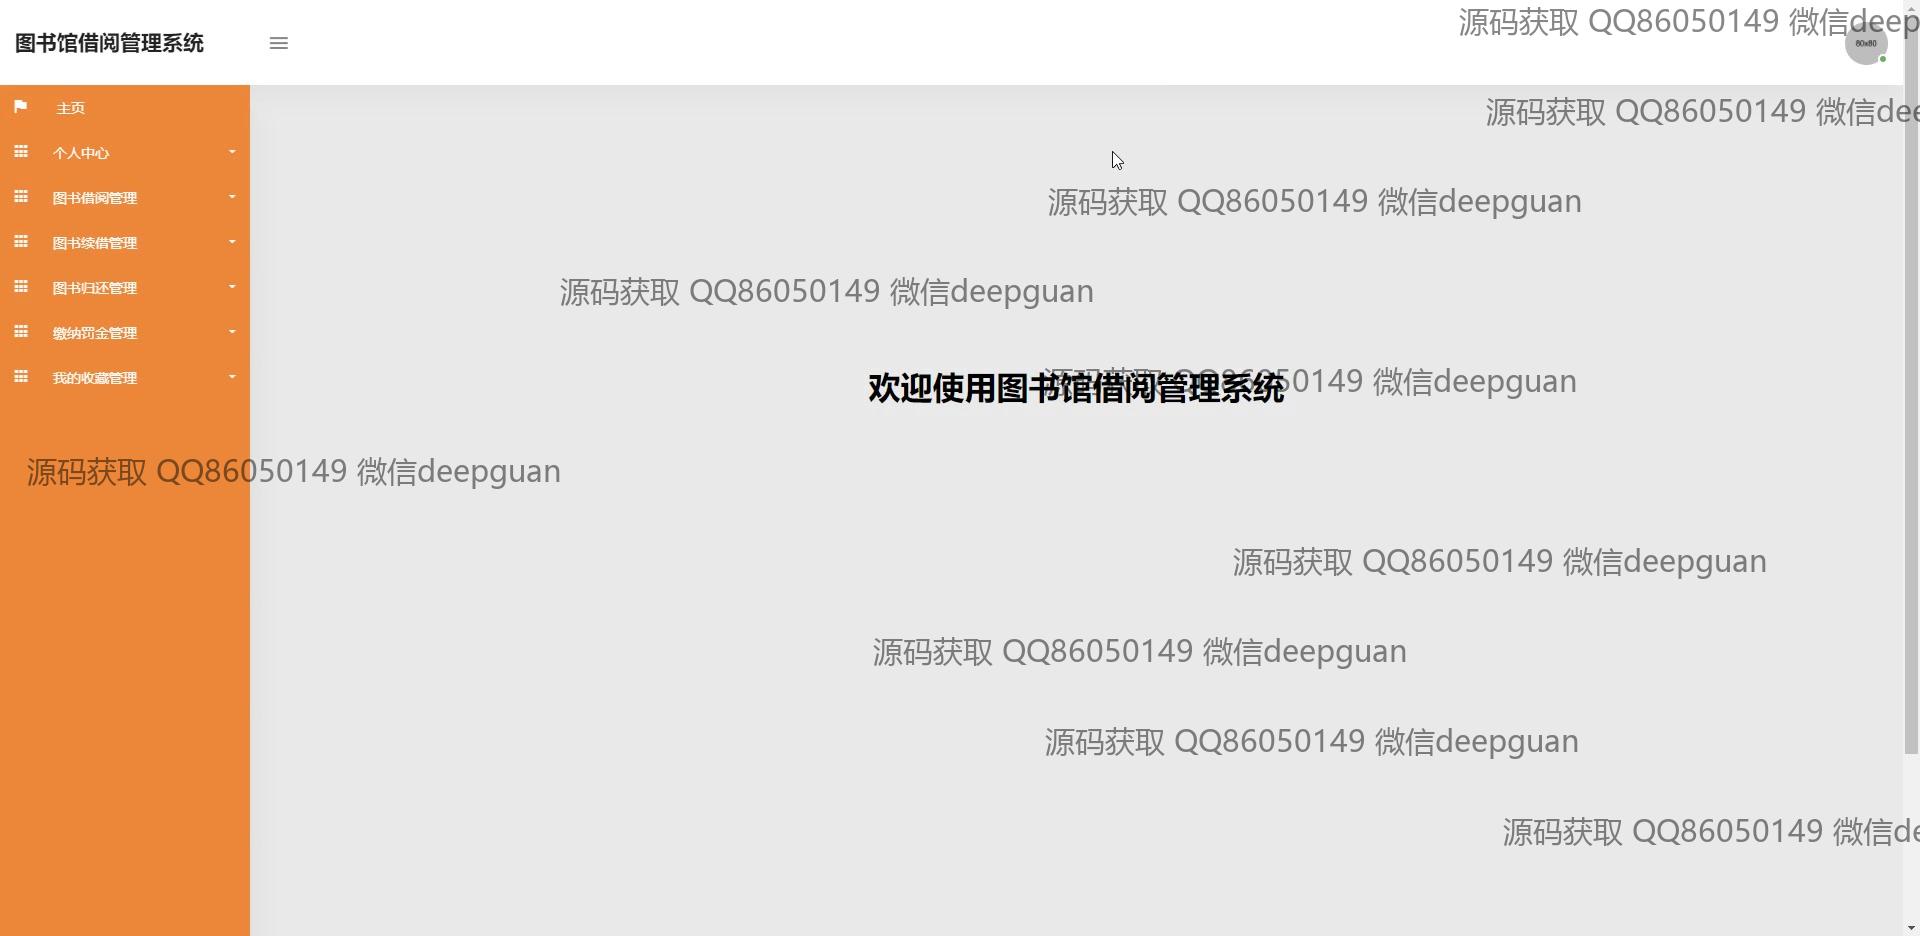 图书馆借阅管理系统
源码获取 QQ86050149 微信deep
80x80
主页
源码获取 QQ86050149 微信dee
个人中心
图书借阅管理
源码获取 QQ86050149 微信deepguan
图书续借管理
图书归还管理
源码获取 QQ86050149 微信deepguan
缴纳罚金管理
我的收藏管理
欢迎使用图书馆借阅管理系统
源码获取 QQ86050149 微信deepguan
源码获取 QQ86050149 微信deepguan
源码获取 QQ86050149 微信deepguan
源码获取 QQ86050149 微信deepguan
源码获取 QQ86050149 微信deepguan
源码获取 QQ86050149 微信de